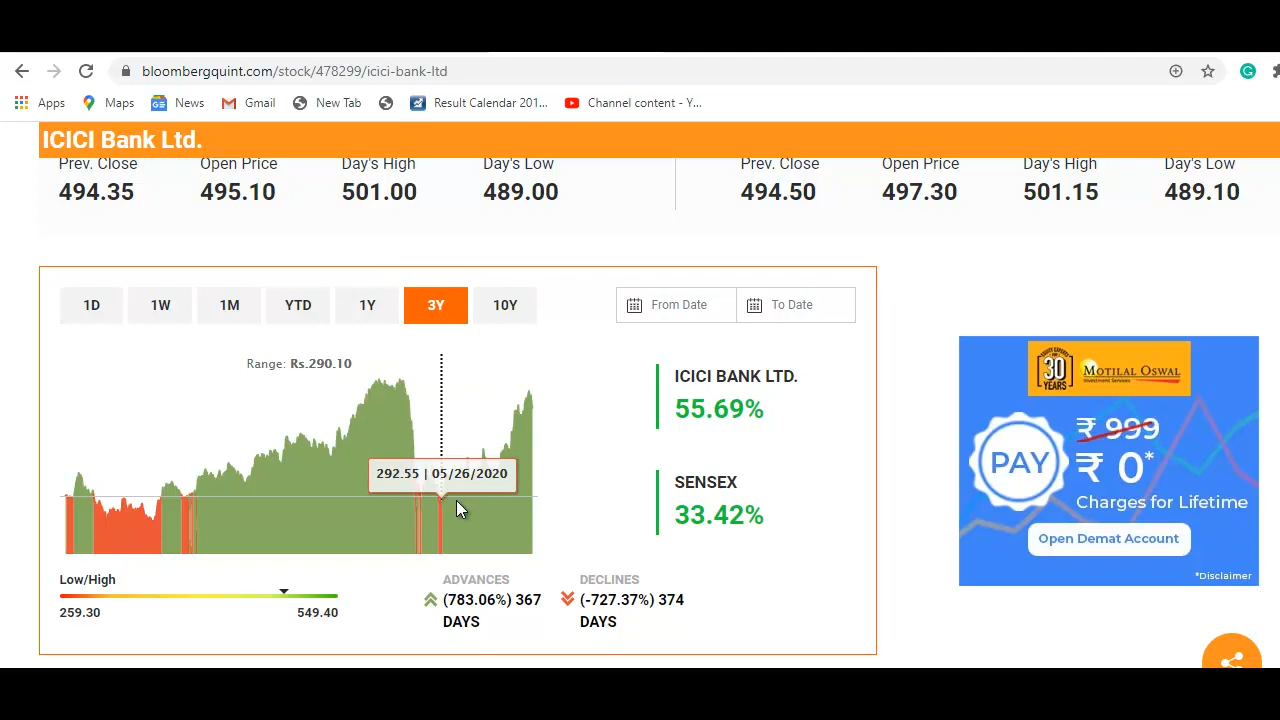 bloombergquint.com/stock/478299/icici-bank-ltd
Apps Maps News Gmail New Tab Result Calendar 201... Channel content - Y...
ICICI Bank Ltd.
Prev. Close Open Price Day's High Day's Low Prev. Close Open Price Day's High Day's Low
494.35 495.10 501.00 489.00 494.50 497.30 501.15 489.10
1D 1W 1M YTD 1Y 3Y 10Y From Date To Date
Range: Rs.290.10
292.55 | 05/26/2020
Low/High
259.30 549.40
ICICI BANK LTD.
55.69%
SENSEX
33.42%
ADVANCES
(783.06%) 367
DAYS
DECLINES
(-727.37%) 374
DAYS
30
YEARS
MOTILAL OSWAL
Investment Services
PAY
₹ 999
₹ 0*
Charges for Lifetime
Open Demat Account
*Disclaimer